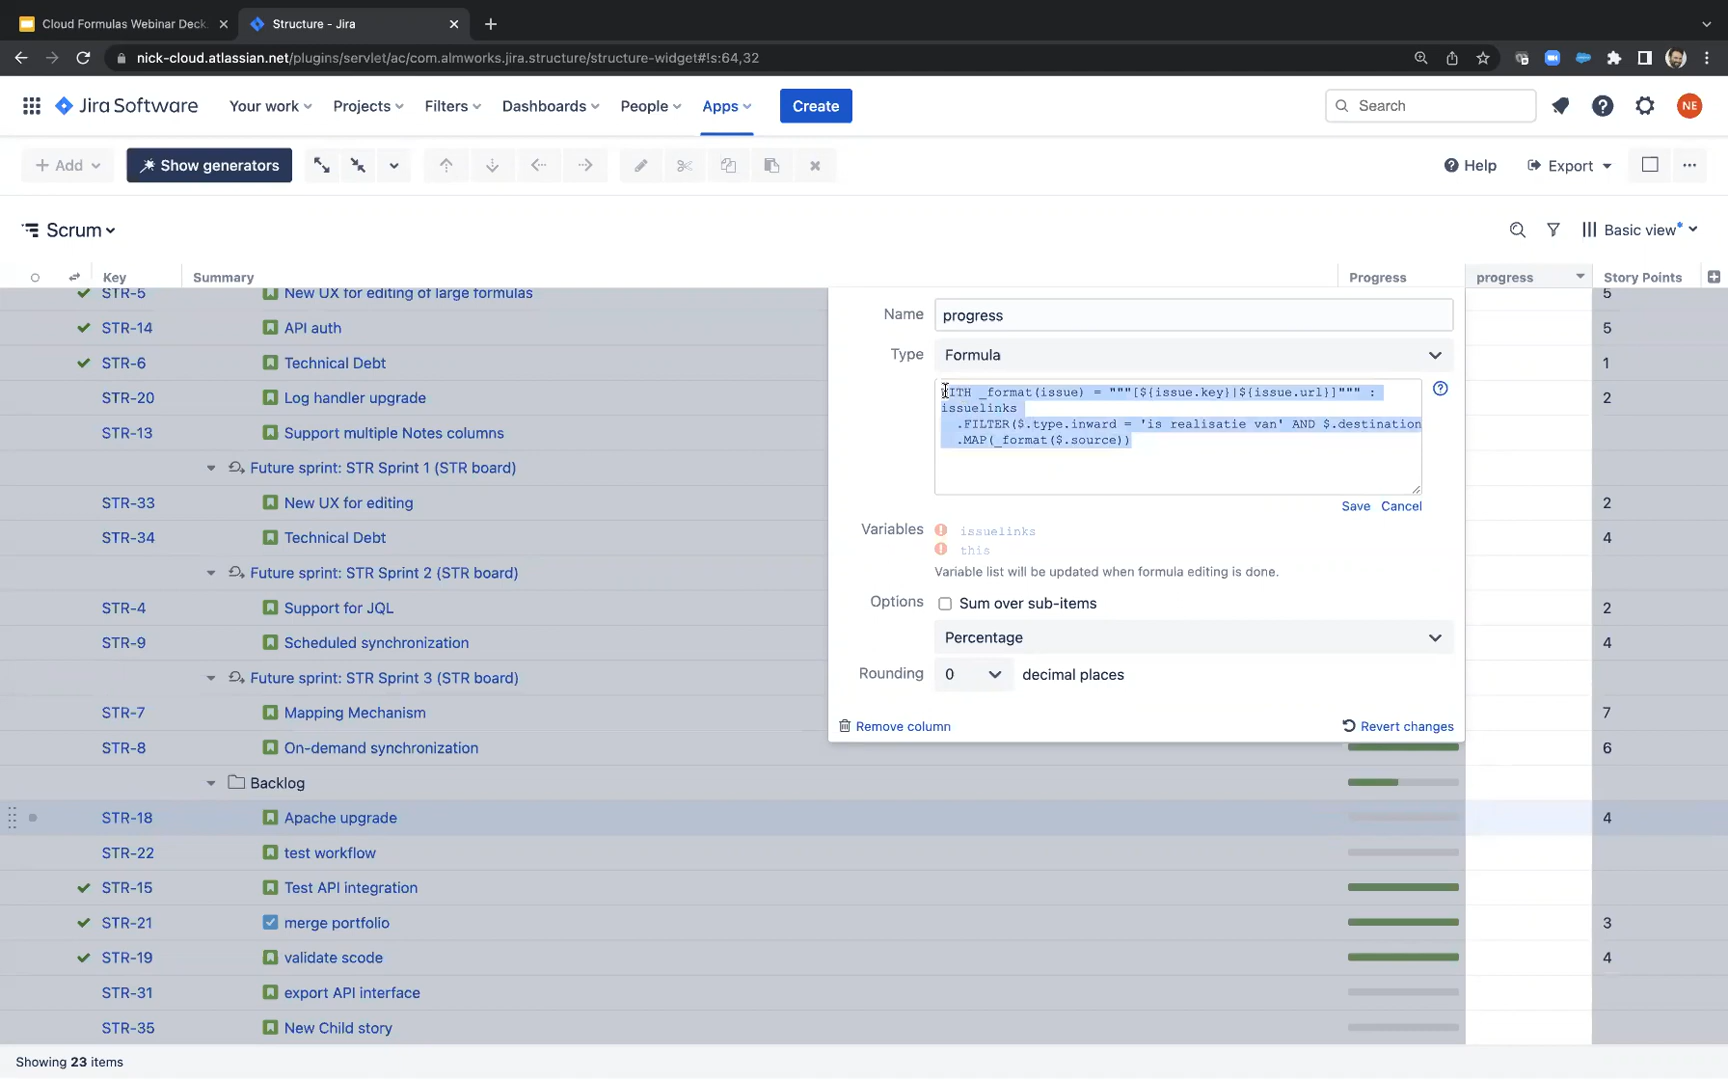 Cloud Formulas Webinar Deck
Structure - Jira
nick-cloud.atlassian.net/plugins/servlet/ac/com.almworks.jira.structure/structure-widget#!s:64,32
Jira Software
Your work
Projects
Filters
Dashboards
People
Apps
Create
Search
NE
Add
Show generators
Help
Export
Scrum
Basic view
Key
Summary
Progress
progress
Story Points
STR-5 New UX for editing of large formulas 5
STR-14 API auth 5
STR-6 Technical Debt 1
STR-20 Log handler upgrade 2
STR-13 Support multiple Notes columns
Future sprint: STR Sprint 1 (STR board)
STR-33 New UX for editing 2
STR-34 Technical Debt 4
Future sprint: STR Sprint 2 (STR board)
STR-4 Support for JQL 2
STR-9 Scheduled synchronization 4
Future sprint: STR Sprint 3 (STR board)
STR-7 Mapping Mechanism 7
STR-8 On-demand synchronization 6
Backlog
STR-18 Apache upgrade 4
STR-22 test workflow
STR-15 Test API integration
STR-21 merge portfolio 3
STR-19 validate scode 4
STR-31 export API interface
STR-35 New Child story
Name progress
Type Formula
WITH _format(issue) = """[${issue.key}|${issue.url}]""" :
issuelinks
.FILTER($.type.inward = 'is realisatie van' AND $.destination
.MAP(_format($.source))
Save Cancel
Variables issuelinks
this
Variable list will be updated when formula editing is done.
Options Sum over sub-items
Percentage
Rounding 0 decimal places
Remove column
Revert changes
Showing 23 items